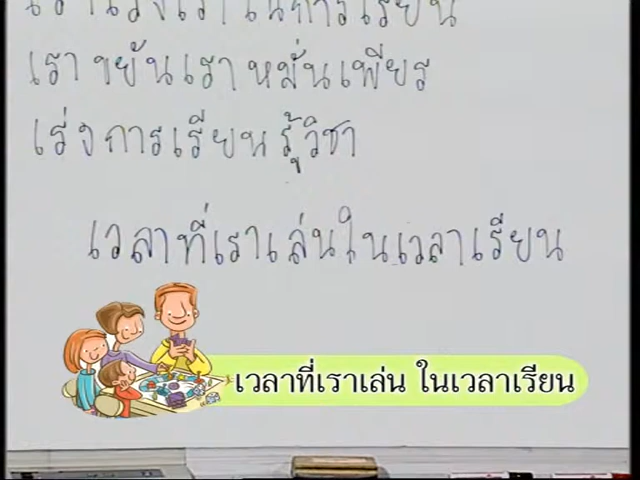 เราขยันเราหมั่นเพียร
เร่งการเรียนรู้วิชา
เวลาที่เราเล่นในเวลาเรียน
เวลาที่เราเล่น ในเวลาเรียน